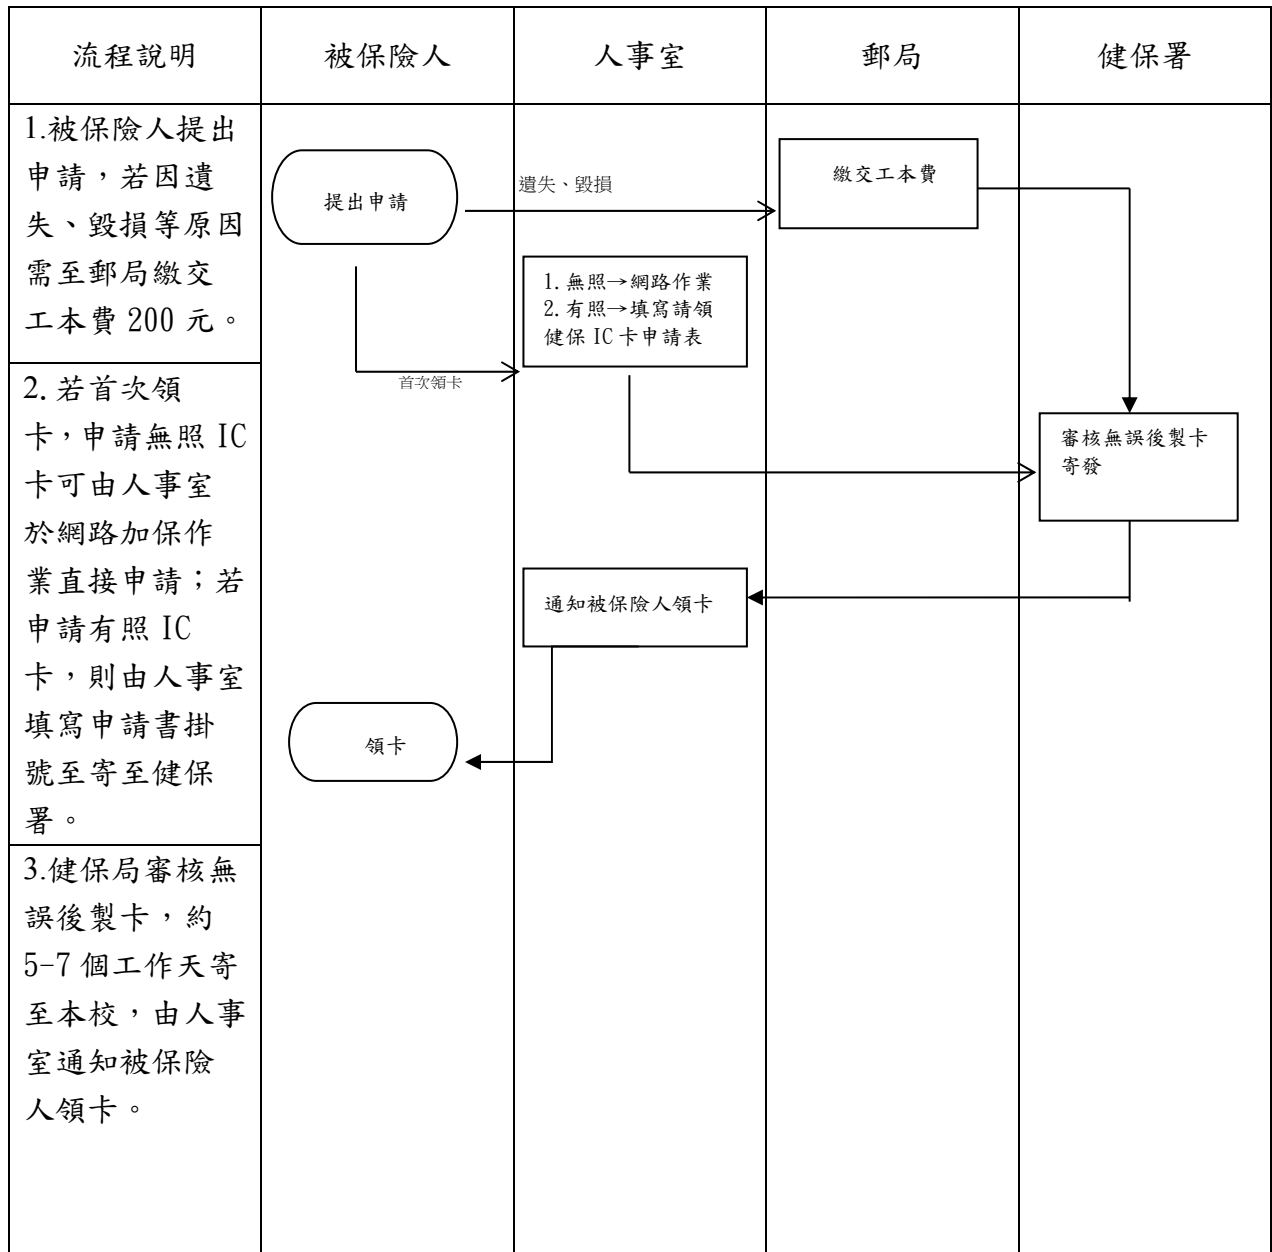 流程說明
被保險人
人事室
郵局
健保署
1.被保險人提出
申請，若因遺
失、毀損等原因
需至郵局繳交
工本費 200 元。
2.若首次領
卡，申請無照 IC
卡可由人事室
於網路加保作
業直接申請；若
申請有照 IC
卡，則由人事室
填寫申請書掛
號至寄至健保
署。
3.健保局審核無
誤後製卡，約
5-7 個工作天寄
至本校，由人事
室通知被保險
人領卡。
提出申請
遺失、毀損
繳交工本費
1.無照→網路作業
2.有照→填寫請領
健保 IC 卡申請表
首次領卡
審核無誤後製卡
寄發
通知被保險人領卡
領卡